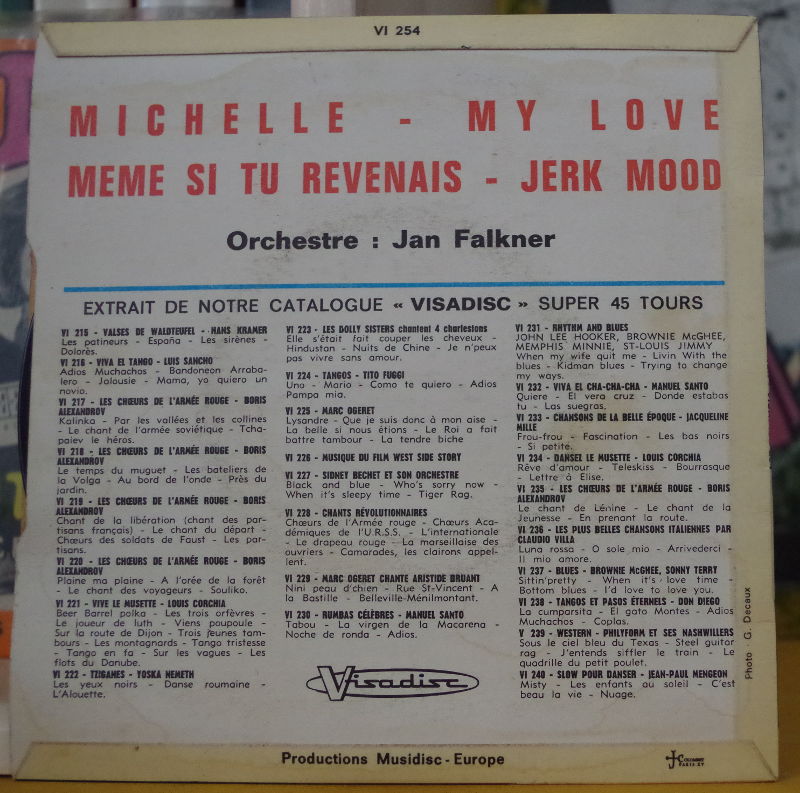 VI 254
MICHELLE - MY LOVE
MEME SI TU REVENAIS - JERK MOOD
Orchestre : Jan Falkner
EXTRAIT DE NOTRE CATALOGUE « VISADISC » SUPER 45 TOURS
VI 215 - VALSES DE WALDTEUFEL - HANS KRAMER
Les patineurs - España - Les sirènes -
Dolorès.
VI 216 - VIVA EL TANGO - LUIS SANCHO
Adios Muchachos - Bandoneon Arraba-
lero - Jalousie - Mama, yo quiero un
novio.
VI 217 - LES CHŒURS DE L'ARMÉE ROUGE - BORIS
ALEXANDROV
Kalinka - Par les vallées et les collines
- Le chant de l'armée soviétique - Tcha-
païev le héros.
VI 218 - LES CHŒURS DE L'ARMÉE ROUGE - BORIS
ALEXANDROV
Le temps du muguet - Les bateliers de
la Volga - Au bord de l'onde - Près du
jardin.
VI 219 - LES CHŒURS DE L'ARMÉE ROUGE - BORIS
ALEXANDROV
Chant de la libération (chant des par-
tisans français) - Le chant du départ -
Chœurs des soldats de Faust - Les par-
tisans.
VI 220 - LES CHŒURS DE L'ARMÉE ROUGE - BORIS
ALEXANDROV
Plaine ma plaine - A l'orée de la forêt
- Le chant des voyageurs - Souliko.
VI 221 - VIVE LE MUSETTE - LOUIS CORCHIA
Beer Barrel polka - Les trois orfèvres -
Le joueur de luth - Viens poupoule -
Sur la route de Dijon - Trois jeunes tam-
bours - Les montagnards - Tango tristesse
- Tango en fa - Sur les vagues - Les
flots du Danube.
VI 222 - TZIGANES - YOSKA NEMETH
Les yeux noirs - Danse roumaine -
L'Alouette.
VI 223 - LES DOLLY SISTERS chantent 4 charlestons
Elle s'était fait couper les cheveux -
Hindustan - Nuits de Chine - Je n'peux
pas vivre sans amour.
VI 224 - TANGOS - TITO FUGGI
Uno - Mario - Como te quiero - Adios
Pampa mia.
VI 225 - MARC OGERET
Lysandre - Que je suis donc à mon aise -
La belle si nous étions - Le Roi a fait
battre tambour - La tendre biche
VI 226 - MUSIQUE DU FILM WEST SIDE STORY
VI 227 - SIDNEY BECHET ET SON ORCHESTRE
Black and blue - Who's sorry now -
When it's sleepy time - Tiger Rag.
VI 228 - CHANTS RÉVOLUTIONNAIRES
Chœurs de l'Armée rouge - Chœurs Aca-
démiques de l'U.R.S.S. - L'internationale
- Le drapeau rouge - La marseillaise des
ouvriers - Camarades, les clairons appel-
lent.
VI 229 - MARC OGERET CHANTE ARISTIDE BRUANT
Nini peau d'chien - Rue St-Vincent - A
la Bastille - Belleville-Ménilmontant.
VI 230 - RUMBAS CÉLÈBRES - MANUEL SANTO
Tabou - La virgen de la Macarena -
Noche de ronda - Adios.
Visadisc
VI 231 - RHYTHM AND BLUES
JOHN LEE HOOKER, BROWNIE McGHEE,
MEMPHIS MINNIE, ST-LOUIS JIMMY
When my wife quit me - Livin With the
blues - Kidman blues - Trying to change
my ways.
VI 232 - VIVA EL CHA-CHA-CHA - MANUEL SANTO
Quiere - El vera cruz - Donde estabas
tu - Las suegras.
VI 233 - CHANSONS DE LA BELLE ÉPOQUE - JACQUELINE
MILLE
Frou-frou - Fascination - Les bas noirs
- Si petite.
VI 234 - DANSEZ LE MUSETTE - LOUIS CORCHIA
Rêve d'amour - Teleskiss - Bourrasque
- Lettre à Elise.
VI 235 - LES CHŒURS DE L'ARMÉE ROUGE - BORIS
ALEXANDROV
Le chant de Lénine - Le chant de la
Jeunesse - En prenant la route.
VI 236 - LES PLUS BELLES CHANSONS ITALIENNES PAR
CLAUDIO VILLA
Luna rossa - O sole mio - Arrivederci -
Il mio amore.
VI 237 - BLUES - BROWNIE McGHEE, SONNY TERRY
Sittin'pretty - When it's love time -
Bottom blues - I'd love to love you.
VI 238 - TANGOS ET PASOS ÉTERNELS - DON DIEGO
La cumparsita - El gato Montes - Adios
Muchachos - Coplas.
V 239 - WESTERN - PHILYFORM ET SES NASHWILLERS
Sous le ciel bleu du Texas - Steel guitar
rag - J'entends siffler le train - Le
quadrille du petit poulet.
VI 240 - SLOW POUR DANSER - JEAN-PAUL MENGEON
Misty - Les enfants au soleil - C'est
beau la vie - Nuage.
Photo - G. Decaux
Productions Musidisc - Europe